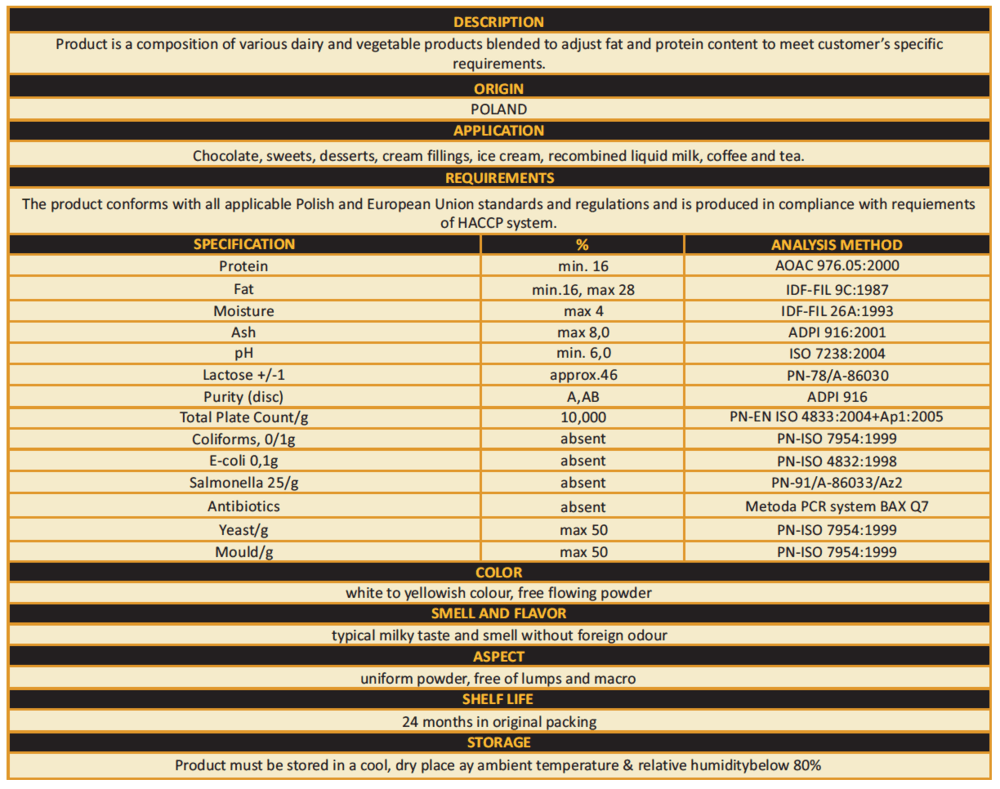 DESCRIPTION
Product is a composition of various dairy and vegetable products blended to adjust fat and protein content to meet customer's specific
requirements.
ORIGIN
POLAND
APPLICATION
Chocolate, sweets, desserts, cream fillings, ice cream, recombined liquid milk, coffee and tea.
REQUIREMENTS
The product conforms with all applicable Polish and European Union standards and regulations and is produced in compliance with requiements
of HACCP system.
SPECIFICATION % ANALYSIS METHOD
Protein min. 16 AOAC 976.05:2000
Fat min.16, max 28 IDF-FIL 9C:1987
Moisture max 4 IDF-FIL 26A:1993
Ash max 8,0 ADPI 916:2001
pH min. 6,0 ISO 7238:2004
Lactose +/-1 approx.46 PN-78/A-86030
Purity (disc) A,AB ADPI 916
Total Plate Count/g 10,000 PN-EN ISO 4833:2004+Ap1:2005
Coliforms, 0/1g absent PN-ISO 7954:1999
E-coli 0,1g absent PN-ISO 4832:1998
Salmonella 25/g absent PN-91/A-86033/Az2
Antibiotics absent Metoda PCR system BAX Q7
Yeast/g max 50 PN-ISO 7954:1999
Mould/g max 50 PN-ISO 7954:1999
COLOR
white to yellowish colour, free flowing powder
SMELL AND FLAVOR
typical milky taste and smell without foreign odour
ASPECT
uniform powder, free of lumps and macro
SHELF LIFE
24 months in original packing
STORAGE
Product must be stored in a cool, dry place ay ambient temperature & relative humiditybelow 80%